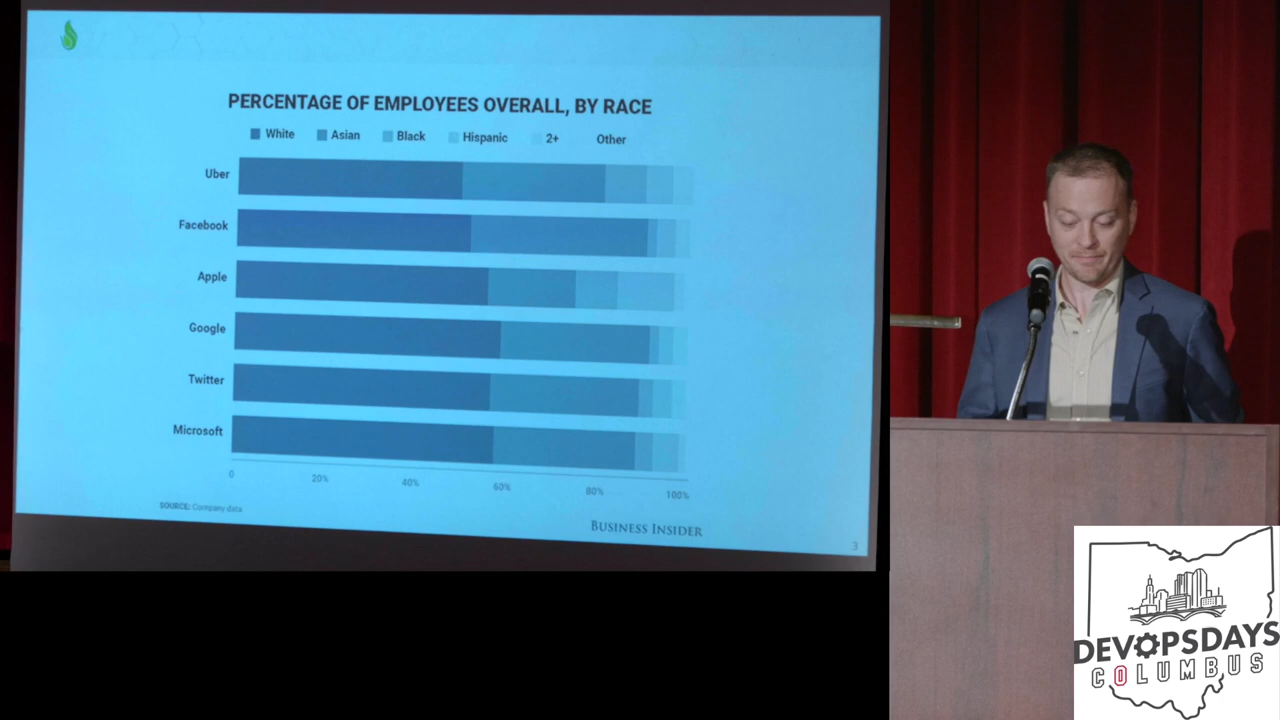 PERCENTAGE OF EMPLOYEES OVERALL, BY RACE
White Asian Black Hispanic 2+ Other
Uber
Facebook
Apple
Google
Twitter
Microsoft
0 20% 40% 60% 80% 100%
SOURCE: Company data
BUSINESS INSIDER
3
DEVOPSDAYS
COLUMBUS